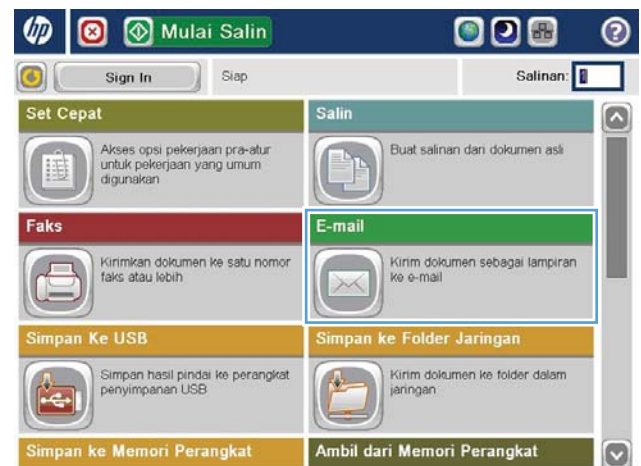 hp Mulai Salin ?
Sign In Siap Salinan: 1
Set Cepat
Akses opsi pekerjaan pra-atur
untuk pekerjaan yang umum
digunakan
Salin
Buat salinan dari dokumen asli
Faks
Kirimkan dokumen ke satu nomor
faks atau lebih
E-mail
Kirim dokumen sebagai lampiran
ke e-mail
Simpan Ke USB
Simpan hasil pindai ke perangkat
penyimpanan USB
Simpan ke Folder Jaringan
Kirim dokumen ke folder dalam
jaringan
Simpan ke Memori Perangkat
Ambil dari Memori Perangkat